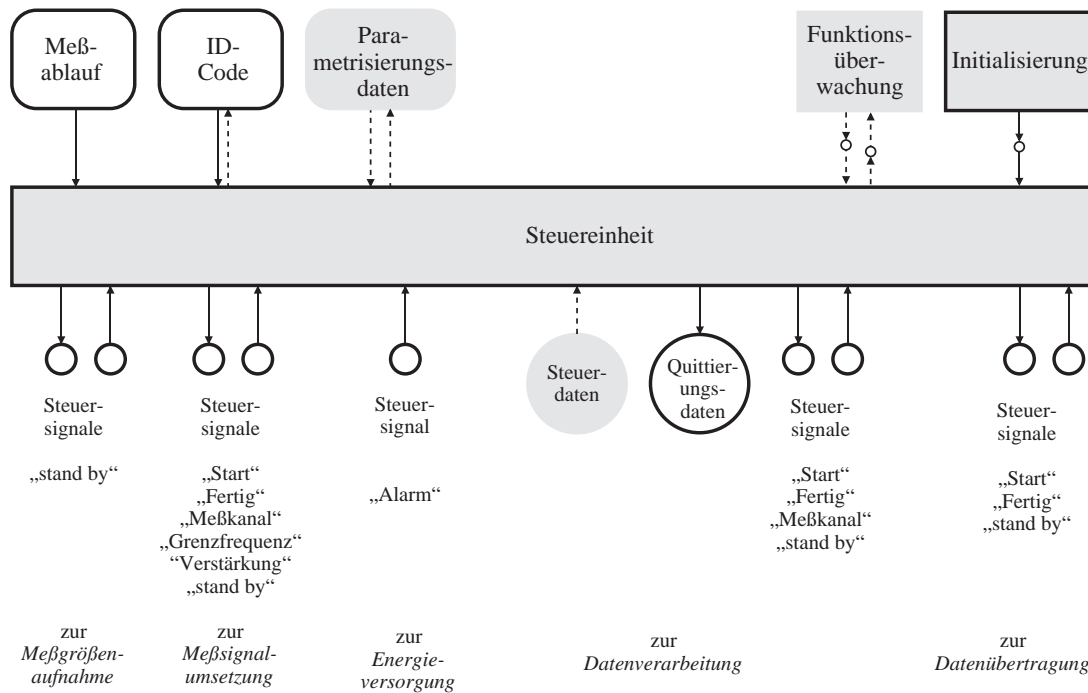 Meß-
ablauf
ID-
Code
Para-
metrisierungs-
daten
Funktions-
über-
wachung
Initialisierung
Steuereinheit
Steuer-
signale
„stand by“
zur
Meßgrößen-
aufnahme
Steuer-
signale
„Start“
„Fertig“
„Meßkanal“
„Grenzfrequenz“
“Verstärkung“
„stand by“
zur
Meßsignal-
umsetzung
Steuer-
signal
„Alarm“
zur
Energie-
versorgung
Steuer-
daten
Quittier-
ungs-
daten
Steuer-
signale
„Start“
„Fertig“
„Meßkanal“
„stand by“
zur
Datenverarbeitung
Steuer-
signale
„Start“
„Fertig“
„stand by“
zur
Datenübertragung